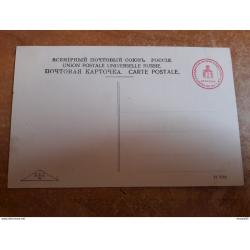 ВСЕМІРНЫЙ ПОЧТОВЫЙ СОЮЗЪ. РОССІЯ.
UNION POSTALE UNIVERSELLE RUSSIE.
ПОЧТОВАЯ КАРТОЧКА. CARTE POSTALE.